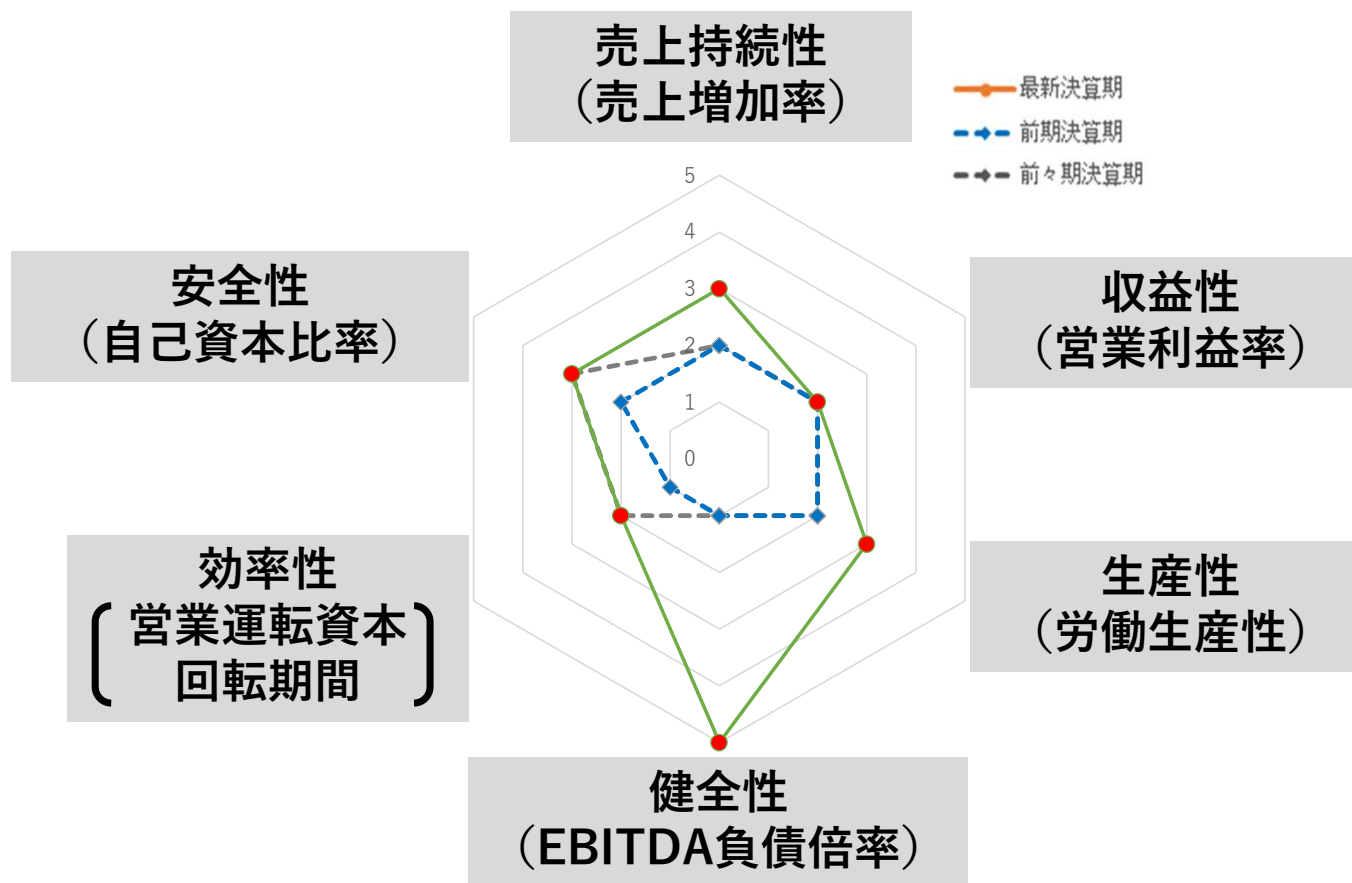 売上持続性
（売上増加率）
最新決算期
前期決算期
前々期決算期
5
4
3
2
1
0
安全性
（自己資本比率）
収益性
（営業利益率）
効率性
営業運転資本
回転期間
生産性
（労働生産性）
健全性
（EBITDA負債倍率）